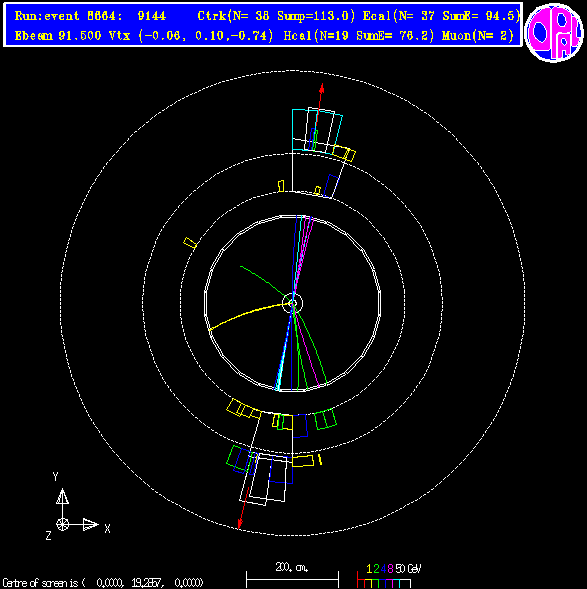 Run:event 8664: 9144 Ctrk(N= 38 Sump=113.0) Ecal(N= 37 SumE= 94.5)
Ebeam 91.500 Vtx (-0.06, 0.10,-0.74) Hcal(N=19 SumE= 76.2) Muon(N= 2)
OPAL
Y
X
Z
200. cm.
1 2 4 8 50 GeV
Centre of screen is ( 0.0000, 19.2857, 0.0000)